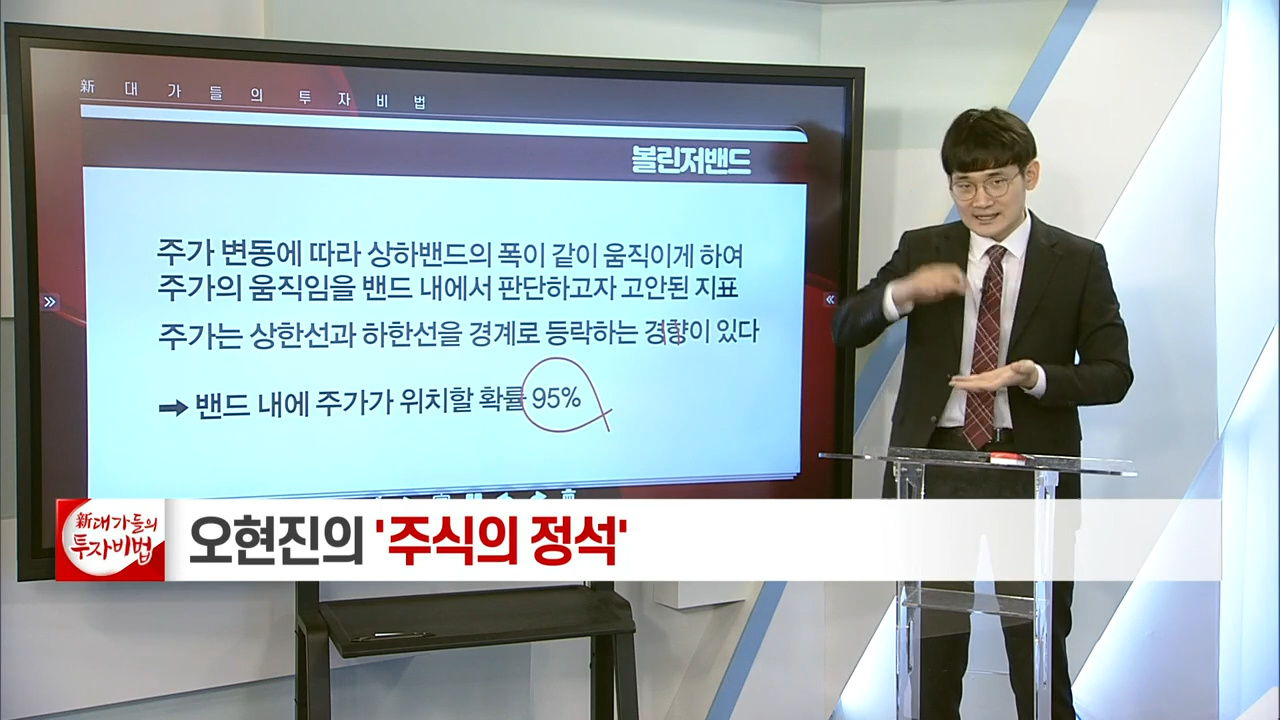 新 대가들의 투자비법
볼린저밴드
주가 변동에 따라 상하밴드의 폭이 같이 움직이게 하여
주가의 움직임을 밴드 내에서 판단하고자 고안된 지표
주가는 상한선과 하한선을 경계로 등락하는 경향이 있다
➡ 밴드 내에 주가가 위치할 확률 95%
新대가들의
투자비법
오현진의 '주식의 정석'